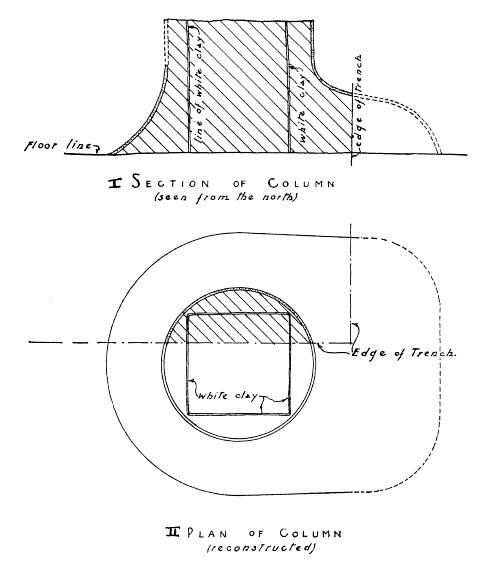 line of white clay
white clay
edge of trench
Floor line
I SECTION OF COLUMN
(seen from the north)
Edge of Trench.
white clay
II PLAN OF COLUMN
(reconstructed)